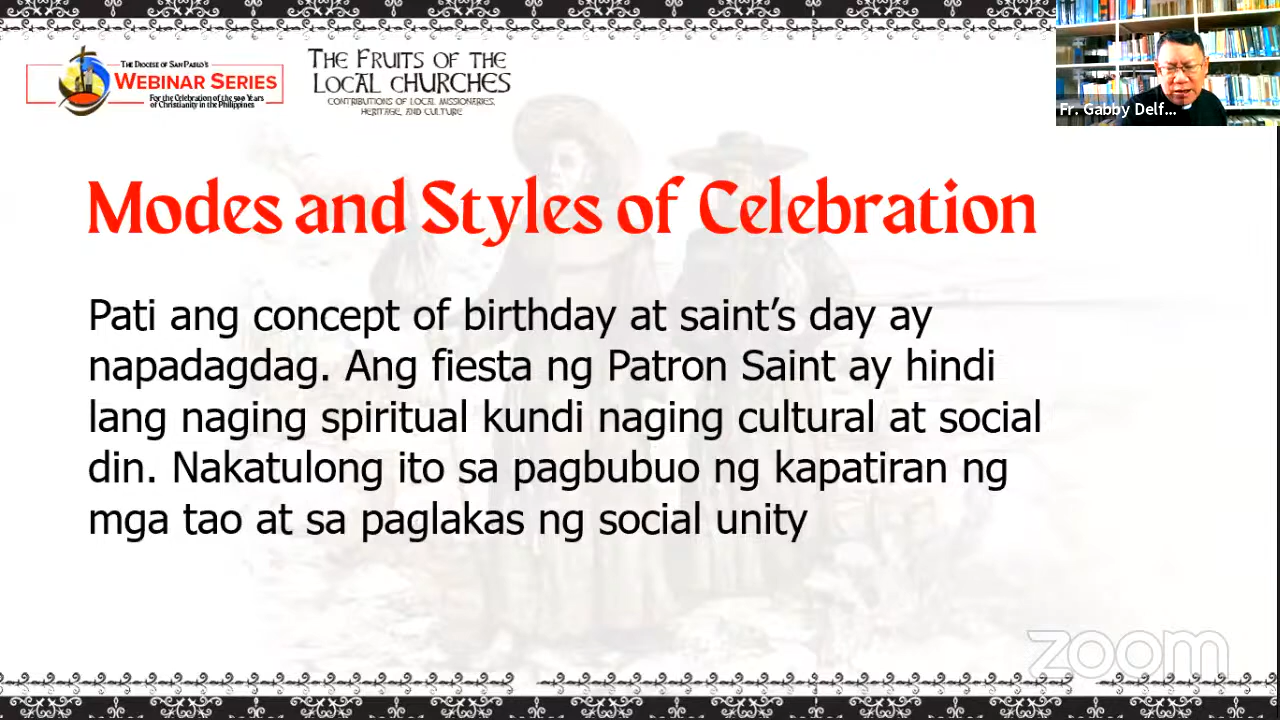 THE DIOCESE OF SAN PABLO'S
WEBINAR SERIES
For the Celebration of the 500 Years
of Christianity in the Philippines
THE FRUITS OF THE
LOCAL CHURCHES
CONTRIBUTIONS OF LOCAL MISSIONARIES,
HERITAGE, AND CULTURE
Fr. Gabby Delf...
Modes and Styles of Celebration
Pati ang concept of birthday at saint's day ay
napadagdag. Ang fiesta ng Patron Saint ay hindi
lang naging spiritual kundi naging cultural at social
din. Nakatulong ito sa pagbubuo ng kapatiran ng
mga tao at sa paglakas ng social unity
zoom